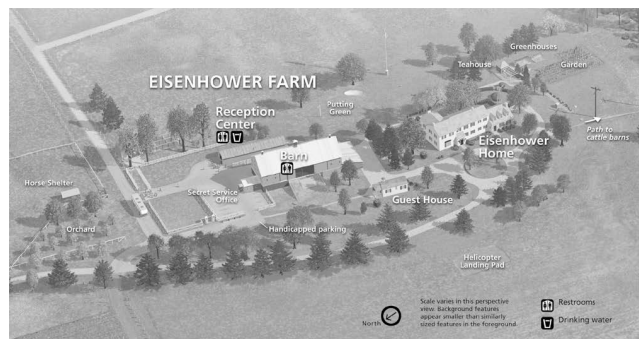 EISENHOWER FARM
Greenhouses
Teahouse
Garden
Putting
Green
Reception
Center
Path to
cattle barns
Eisenhower
Home
Barn
Horse Shelter
Secret Service
Office
Guest House
Orchard
Handicapped parking
Helicopter
Landing Pad
North
Scale varies in this perspective
view. Background features
appear smaller than similarly
sized features in the foreground.
Restrooms
Drinking water